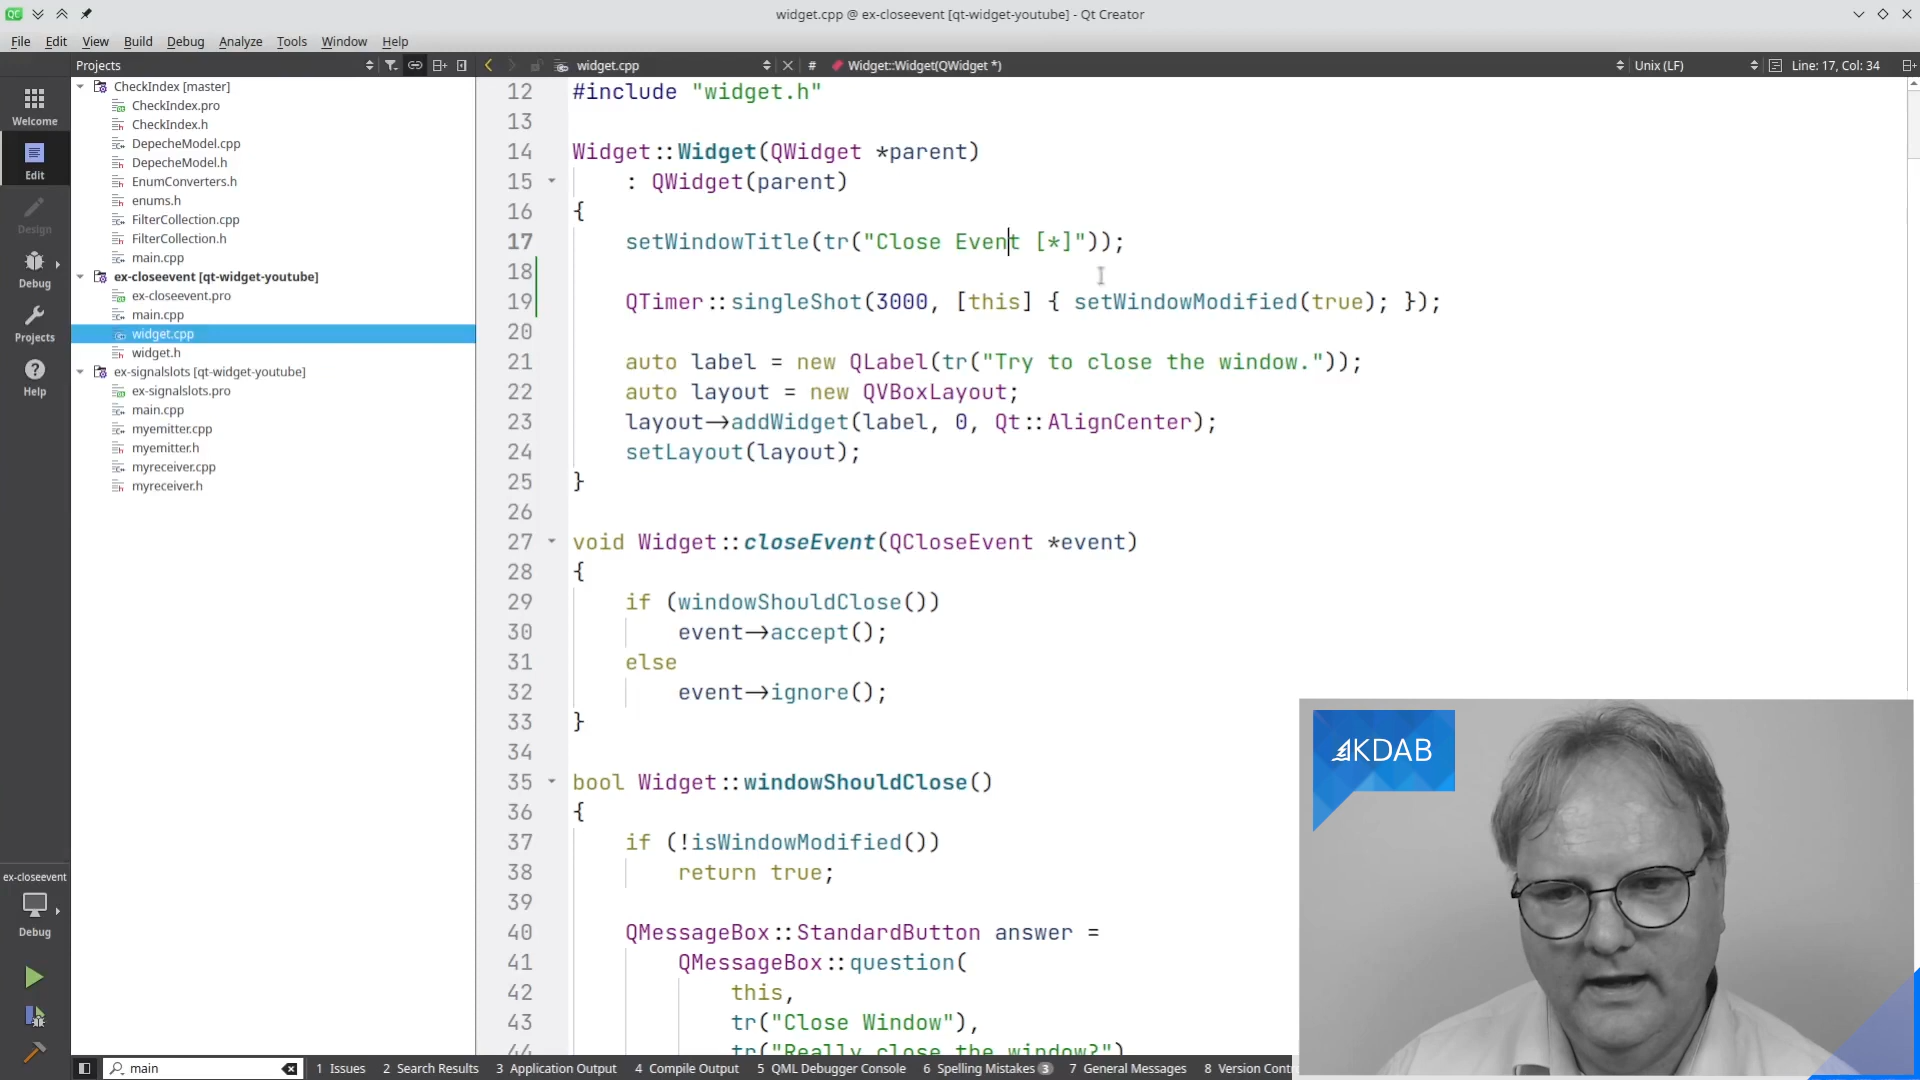 widget.cpp @ ex-closeevent [qt-widget-youtube] - Qt Creator
File Edit View Build Debug Analyze Tools Window Help
Projects widget.cpp # Widget::Widget(QWidget *) Unix (LF) Line: 17, Col: 34
Welcome
Edit
Design
Debug
Projects
Help
CheckIndex [master]
CheckIndex.pro
CheckIndex.h
DepecheModel.cpp
DepecheModel.h
EnumConverters.h
enums.h
FilterCollection.cpp
FilterCollection.h
main.cpp
ex-closeevent [qt-widget-youtube]
ex-closeevent.pro
main.cpp
widget.cpp
widget.h
ex-signalslots [qt-widget-youtube]
ex-signalslots.pro
main.cpp
myemitter.cpp
myemitter.h
myreceiver.cpp
myreceiver.h
12 #include "widget.h"
13
14 Widget::Widget(QWidget *parent)
15 : QWidget(parent)
16 {
17 setWindowTitle(tr("Close Event [*]"));
18
19 QTimer::singleShot(3000, [this] { setWindowModified(true); });
20
21 auto label = new QLabel(tr("Try to close the window."));
22 auto layout = new QVBoxLayout;
23 layout->addWidget(label, 0, Qt::AlignCenter);
24 setLayout(layout);
25 }
26
27 void Widget::closeEvent(QCloseEvent *event)
28 {
29 if (windowShouldClose())
30 event->accept();
31 else
32 event->ignore();
33 }
34
35 bool Widget::windowShouldClose()
36 {
37 if (!isWindowModified())
38 return true;
39
40 QMessageBox::StandardButton answer =
41 QMessageBox::question(
42 this,
43 tr("Close Window"),
44 tr("Really close the window?")
KDAB
ex-closeevent
Debug
main
1 Issues 2 Search Results 3 Application Output 4 Compile Output 5 QML Debugger Console 6 Spelling Mistakes 3 7 General Messages 8 Version Contr